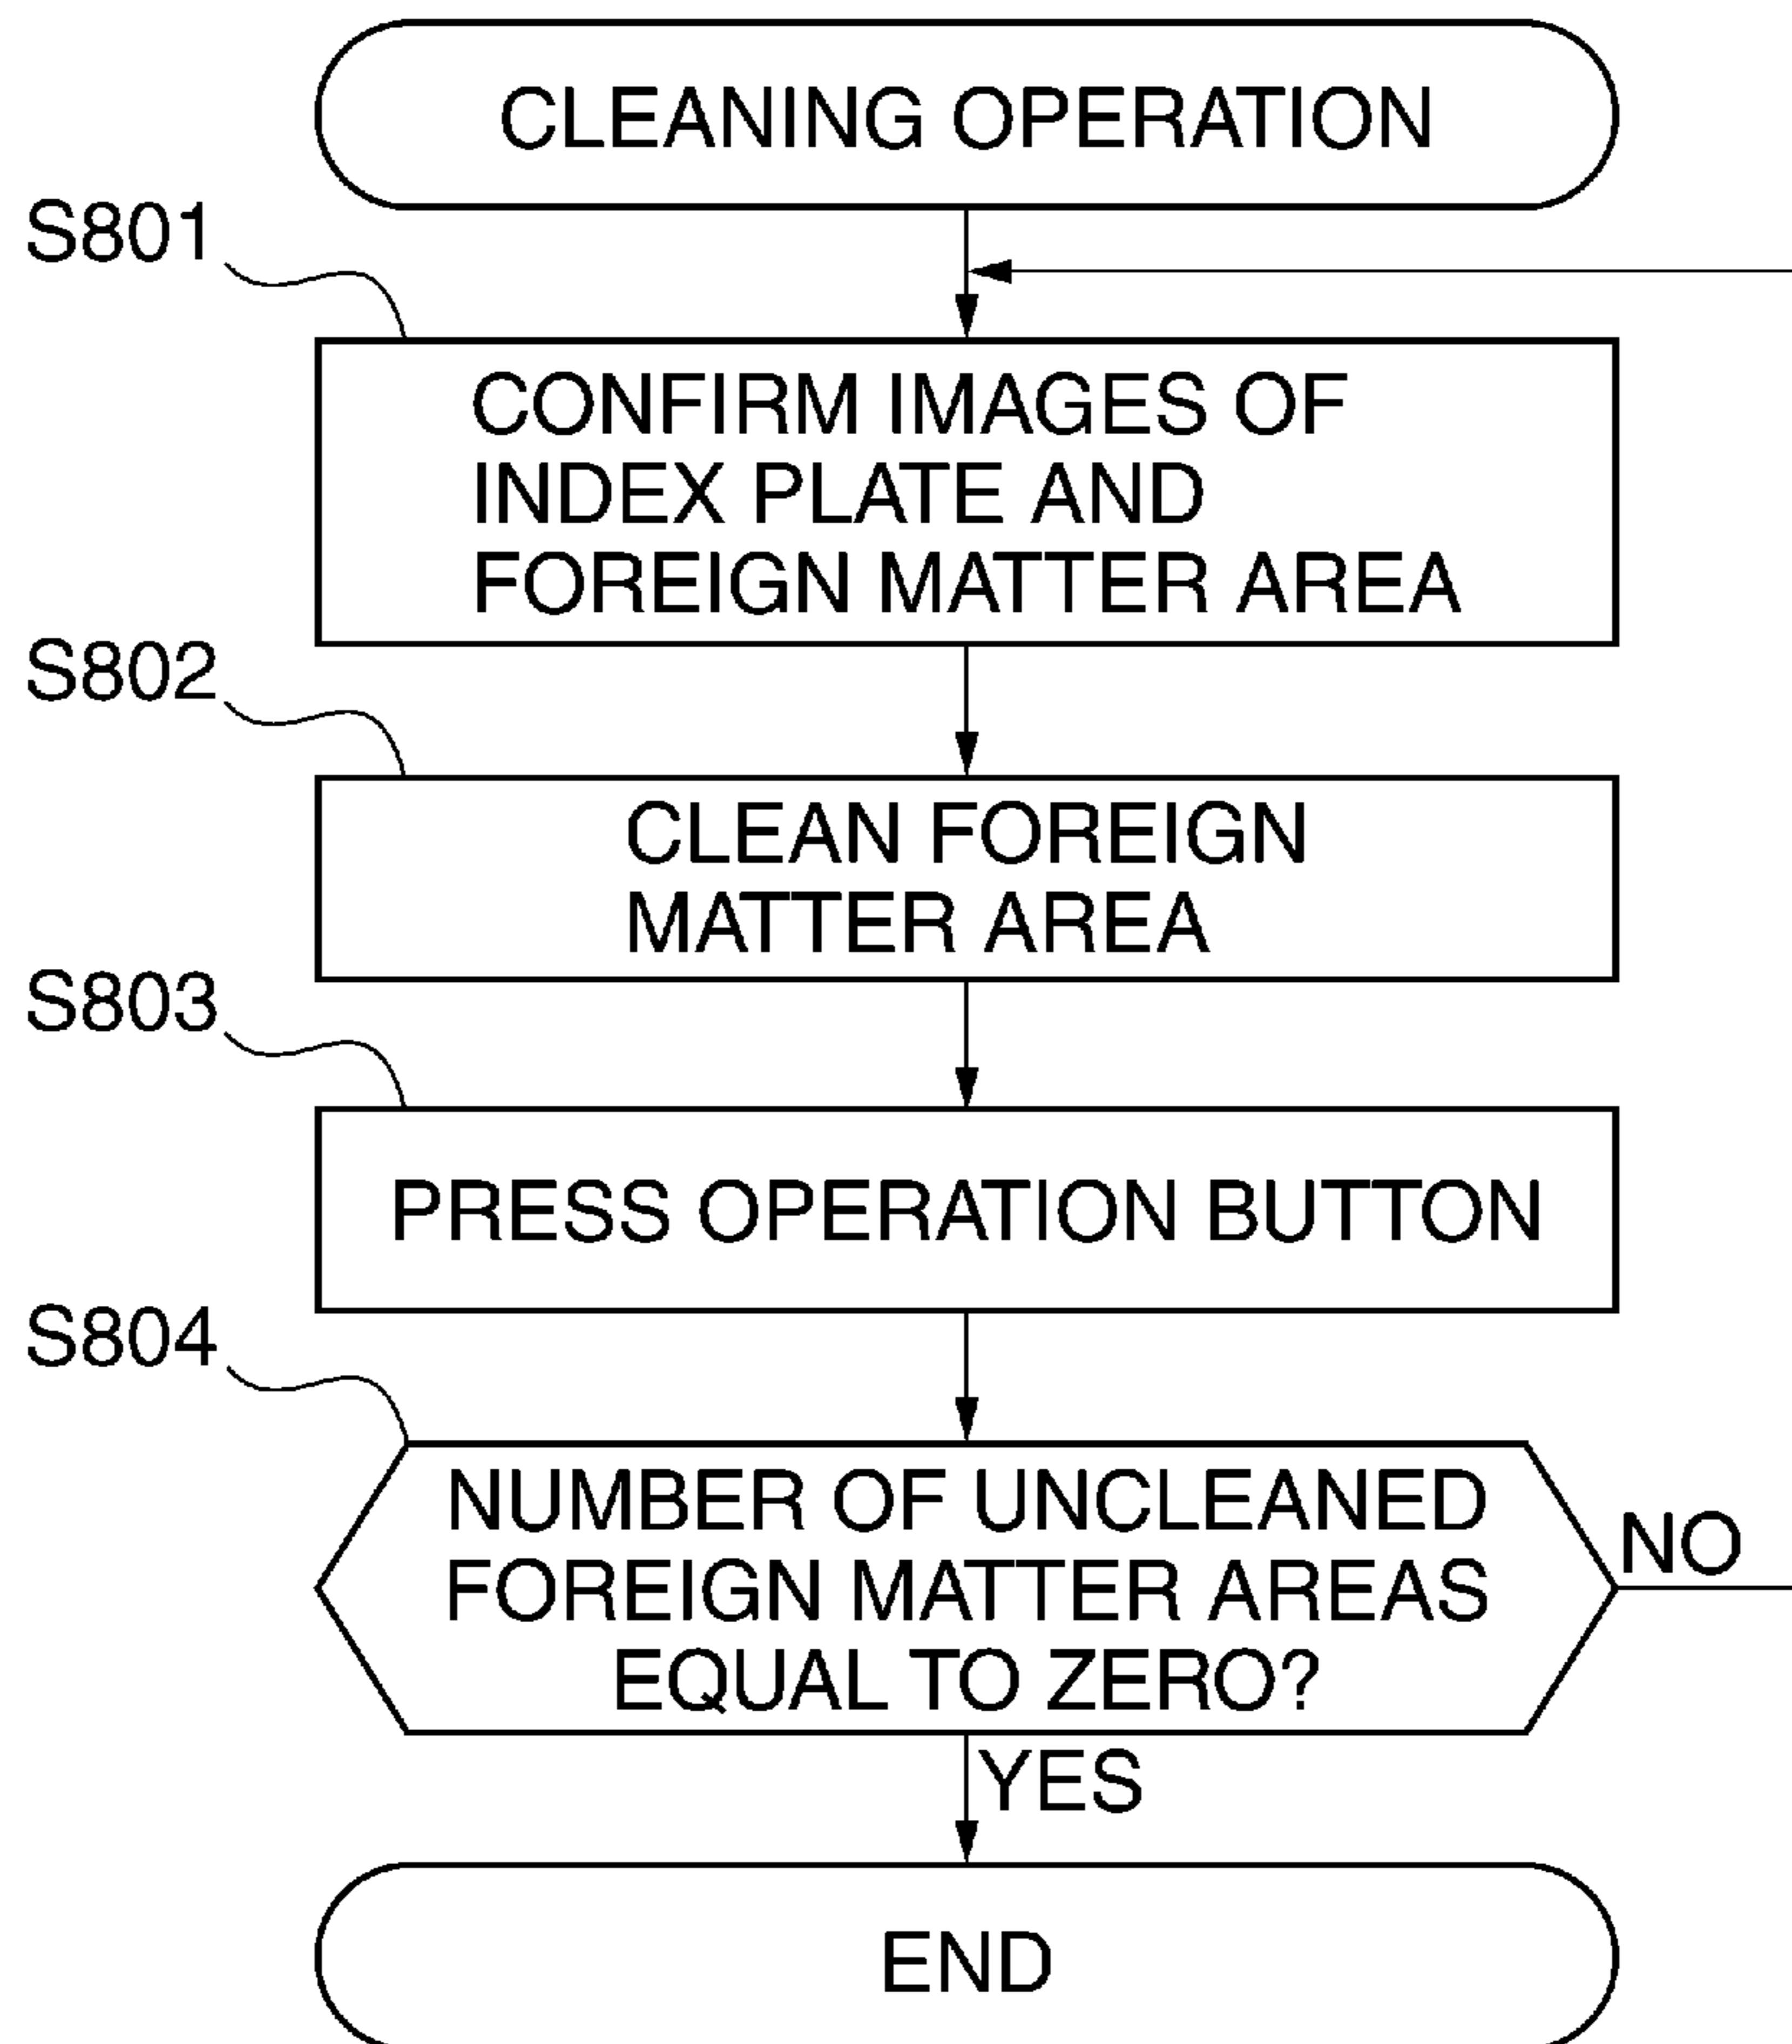 CLEANING OPERATION
S801
CONFIRM IMAGES OF
INDEX PLATE AND
FOREIGN MATTER AREA
S802
CLEAN FOREIGN
MATTER AREA
S803
PRESS OPERATION BUTTON
S804
NUMBER OF UNCLEANED
FOREIGN MATTER AREAS
EQUAL TO ZERO?
NO
YES
END